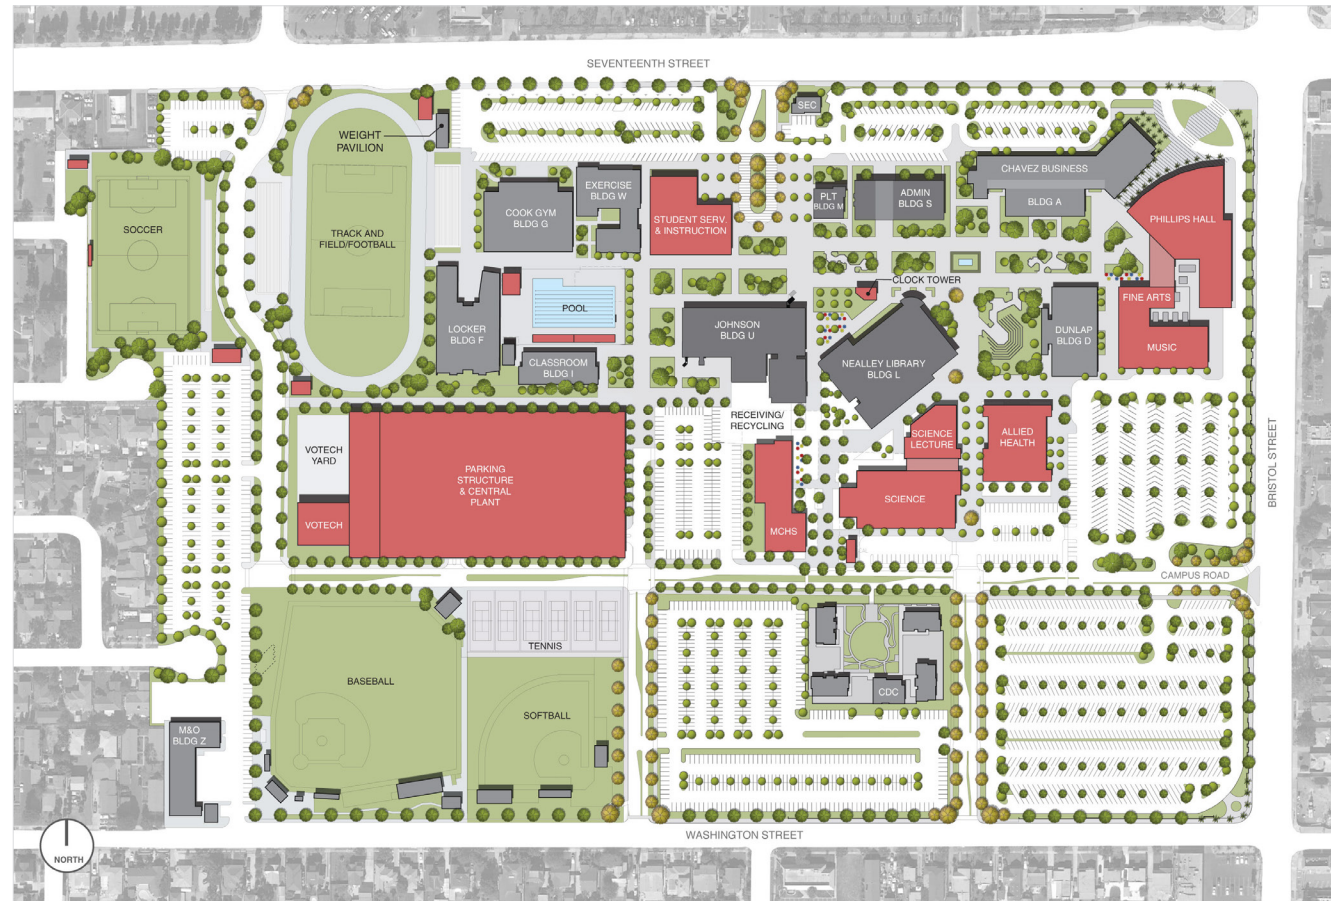 SEVENTEENTH STREET
SEC
WEIGHT
PAVILION
CHAVEZ BUSINESS
BLDG A
EXERCISE
BLDG W
PLT
BLDG M
ADMIN
BLDG S
COOK GYM
BLDG G
STUDENT SERV.
& INSTRUCTION
PHILLIPS HALL
SOCCER
TRACK AND
FIELD/FOOTBALL
CLOCK TOWER
POOL
FINE ARTS
LOCKER
BLDG F
JOHNSON
BLDG U
DUNLAP
BLDG D
MUSIC
CLASSROOM
BLDG I
NEALLEY LIBRARY
BLDG L
RECEIVING/
RECYCLING
SCIENCE
LECTURE
ALLIED
HEALTH
VOTECH
YARD
PARKING
STRUCTURE
& CENTRAL
PLANT
BRISTOL STREET
SCIENCE
VOTECH
MCHS
CAMPUS ROAD
TENNIS
BASEBALL
CDC
SOFTBALL
M&O
BLDG Z
WASHINGTON STREET
NORTH